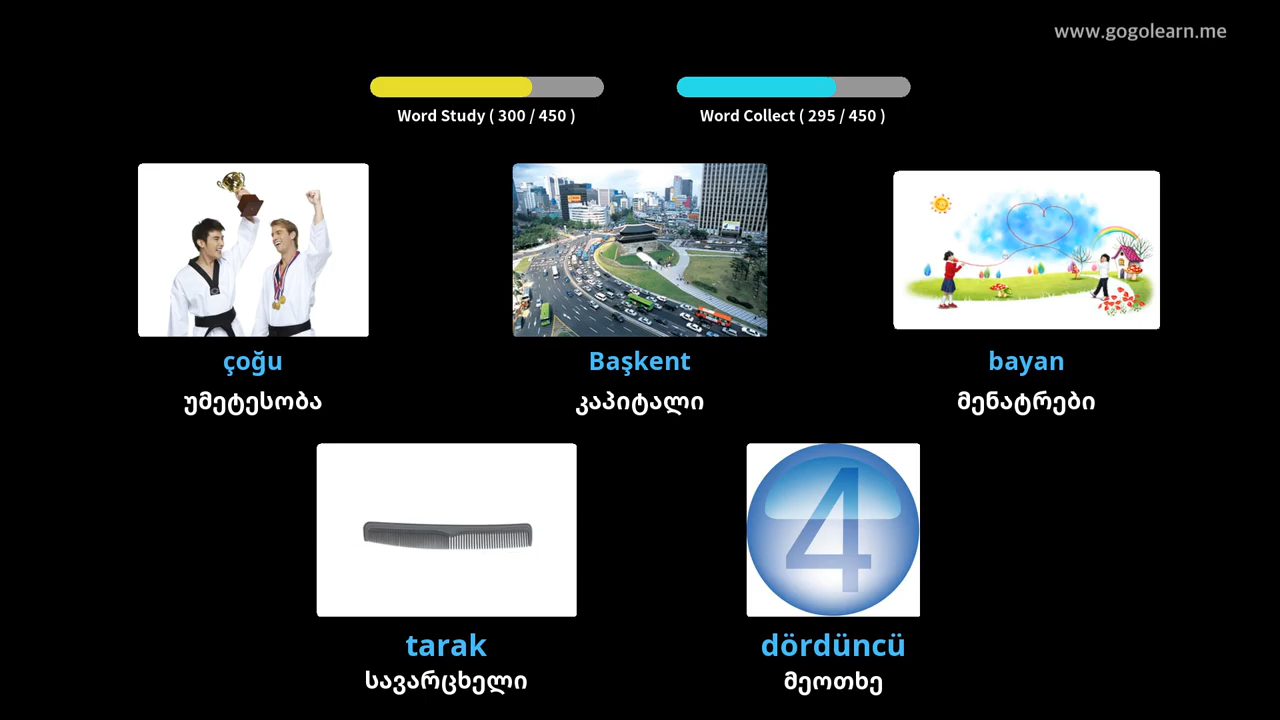 www.gogolearn.me
Word Study ( 300 / 450 )
Word Collect ( 295 / 450 )
çoğu
Başkent
bayan
უმეტესობა
კაპიტალი
მენატრები
4
tarak
dördüncü
სავარცხელი
მეოთხე